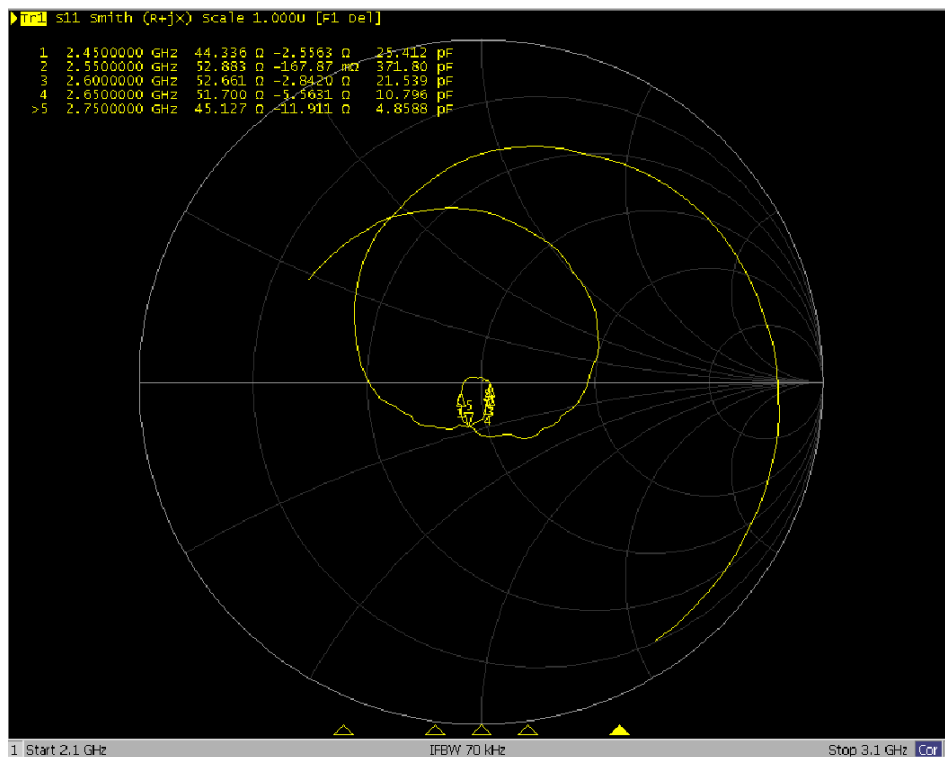 Tr1 S11 Smith (R+jX) Scale 1.000U [F1 Del]
1 2.4500000 GHz 44.336 Ω -2.5563 Ω 25.412 pF
2 2.5500000 GHz 52.883 Ω -167.87 mΩ 371.80 pF
3 2.6000000 GHz 52.661 Ω -2.8420 Ω 21.539 pF
4 2.6500000 GHz 51.700 Ω -5.5631 Ω 10.796 pF
>5 2.7500000 GHz 45.127 Ω -11.911 Ω 4.8588 pF
5
1
4
1 Start 2.1 GHz IFBW 70 kHz Stop 3.1 GHz Cor